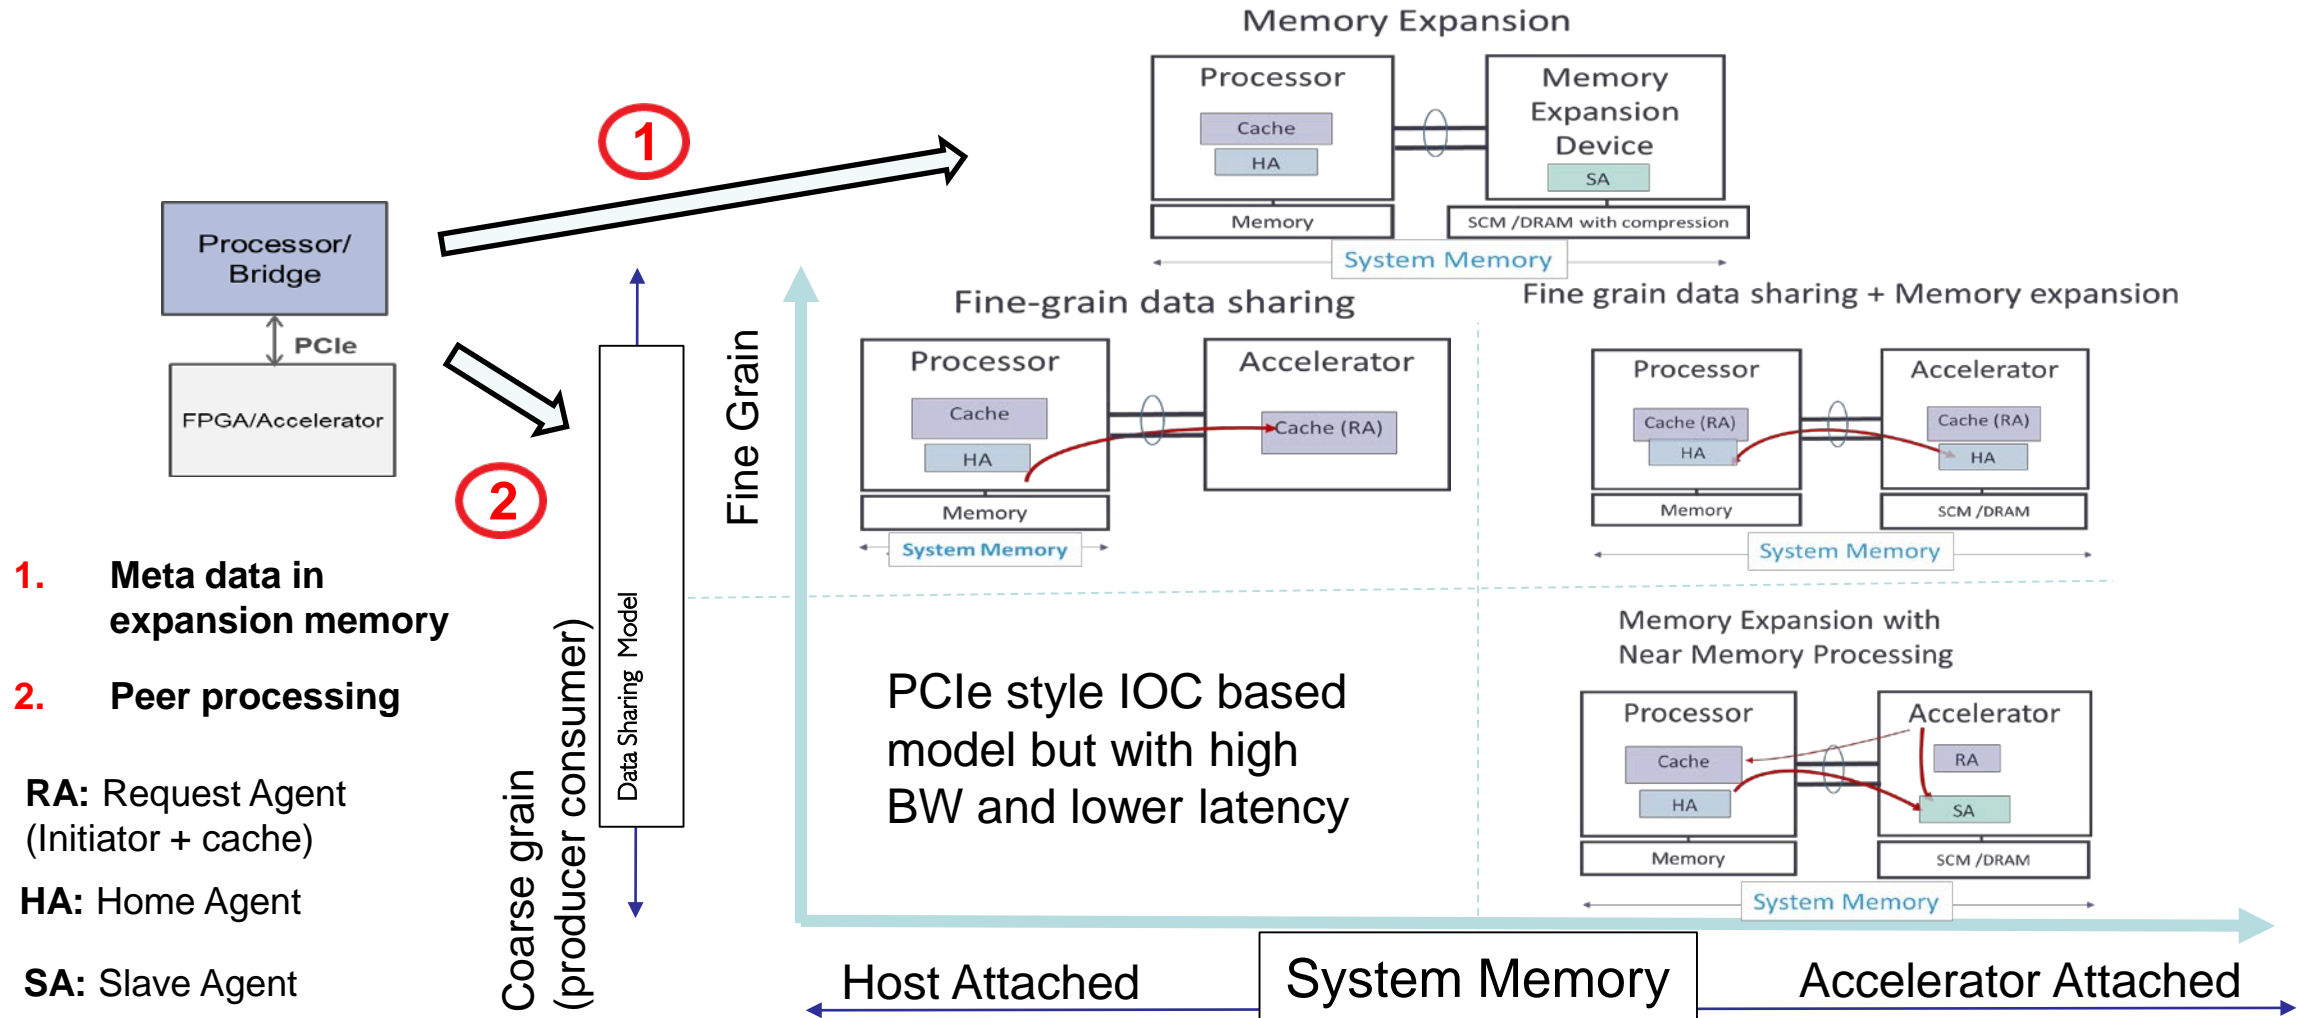 Memory Expansion
Processor
Cache
HA
Memory
Memory
Expansion
Device
SA
SCM /DRAM with compression
System Memory
1
Processor/
Bridge
PCIe
FPGA/Accelerator
2
1. Meta data in
expansion memory
2. Peer processing
RA: Request Agent
(Initiator + cache)
HA: Home Agent
SA: Slave Agent
Data Sharing Model
Fine Grain
Coarse grain
(producer consumer)
Fine-grain data sharing
Processor
Cache
HA
Memory
Accelerator
Cache (RA)
System Memory
Fine grain data sharing + Memory expansion
Processor
Cache (RA)
HA
Memory
Accelerator
Cache (RA)
HA
SCM /DRAM
System Memory
PCIe style IOC based
model but with high
BW and lower latency
Memory Expansion with
Near Memory Processing
Processor
Cache
HA
Memory
Accelerator
RA
SA
SCM /DRAM
System Memory
Host Attached
System Memory
Accelerator Attached